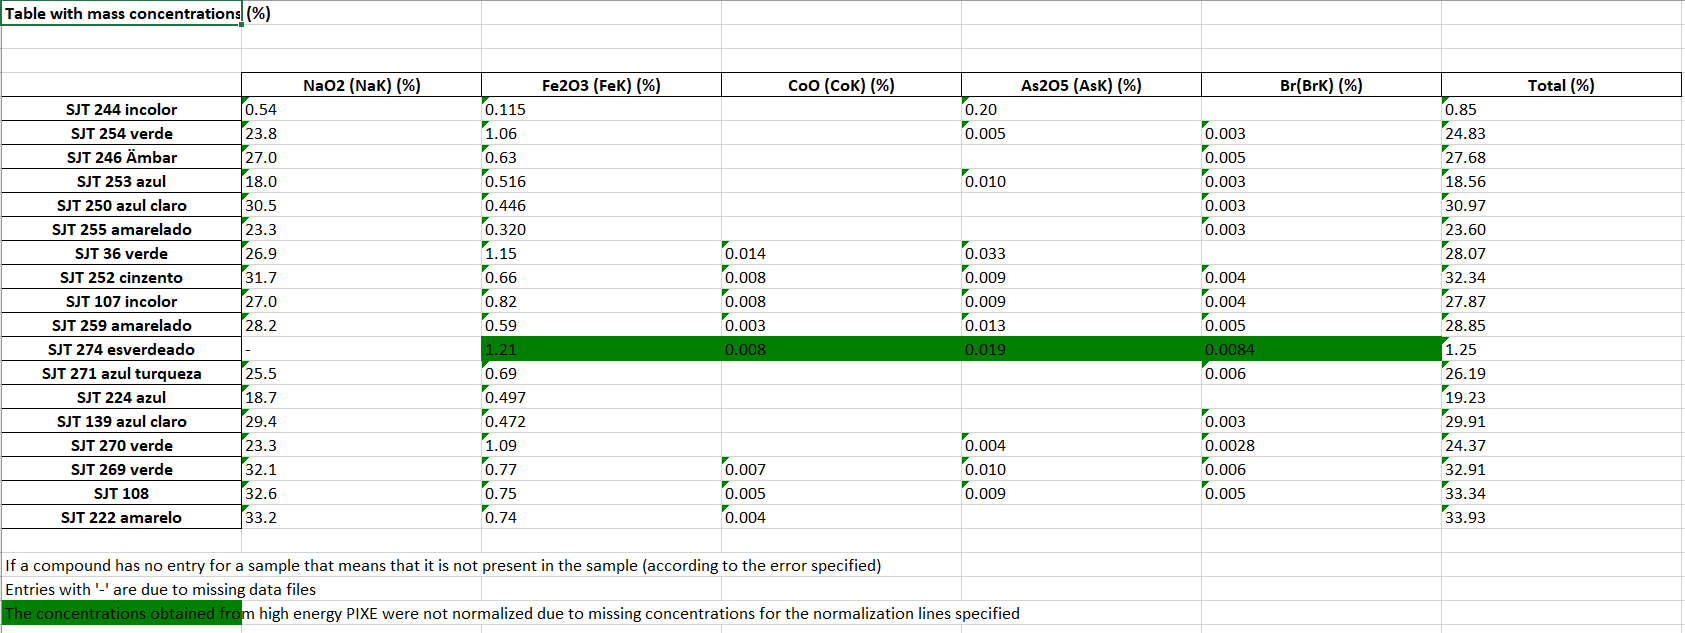 Table with mass concentrations (%)
NaO2 (NaK) (%) Fe2O3 (FeK) (%) CoO (CoK) (%) As2O5 (AsK) (%) Br(BrK) (%) Total (%)
SJT 244 incolor 0.54 0.115 0.20 0.85
SJT 254 verde 23.8 1.06 0.005 0.003 24.83
SJT 246 Ämbar 27.0 0.63 0.005 27.68
SJT 253 azul 18.0 0.516 0.010 0.003 18.56
SJT 250 azul claro 30.5 0.446 0.003 30.97
SJT 255 amarelado 23.3 0.320 0.003 23.60
SJT 36 verde 26.9 1.15 0.014 0.033 28.07
SJT 252 cinzento 31.7 0.66 0.008 0.009 0.004 32.34
SJT 107 incolor 27.0 0.82 0.008 0.009 0.004 27.87
SJT 259 amarelado 28.2 0.59 0.003 0.013 0.005 28.85
SJT 274 esverdeado - 1.21 0.008 0.019 0.0084 1.25
SJT 271 azul turqueza 25.5 0.69 0.006 26.19
SJT 224 azul 18.7 0.497 19.23
SJT 139 azul claro 29.4 0.472 0.003 29.91
SJT 270 verde 23.3 1.09 0.004 0.0028 24.37
SJT 269 verde 32.1 0.77 0.007 0.010 0.006 32.91
SJT 108 32.6 0.75 0.005 0.009 0.005 33.34
SJT 222 amarelo 33.2 0.74 0.004 33.93
If a compound has no entry for a sample that means that it is not present in the sample (according to the error specified)
Entries with '-' are due to missing data files
The concentrations obtained from high energy PIXE were not normalized due to missing concentrations for the normalization lines specified